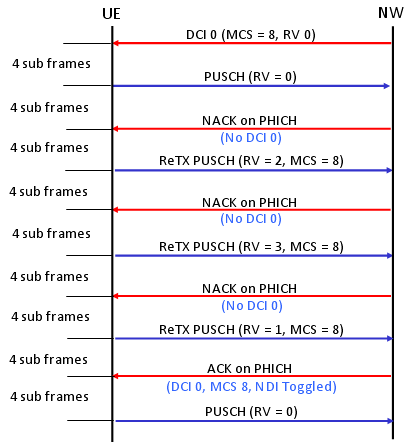 UE NW
DCI 0 (MCS = 8, RV 0)
4 sub frames
PUSCH (RV = 0)
4 sub frames
NACK on PHICH
(No DCI 0)
4 sub frames
ReTX PUSCH (RV = 2, MCS = 8)
4 sub frames
NACK on PHICH
(No DCI 0)
4 sub frames
ReTX PUSCH (RV = 3, MCS = 8)
4 sub frames
NACK on PHICH
(No DCI 0)
4 sub frames
ReTX PUSCH (RV = 1, MCS = 8)
4 sub frames
ACK on PHICH
(DCI 0, MCS 8, NDI Toggled)
4 sub frames
PUSCH (RV = 0)